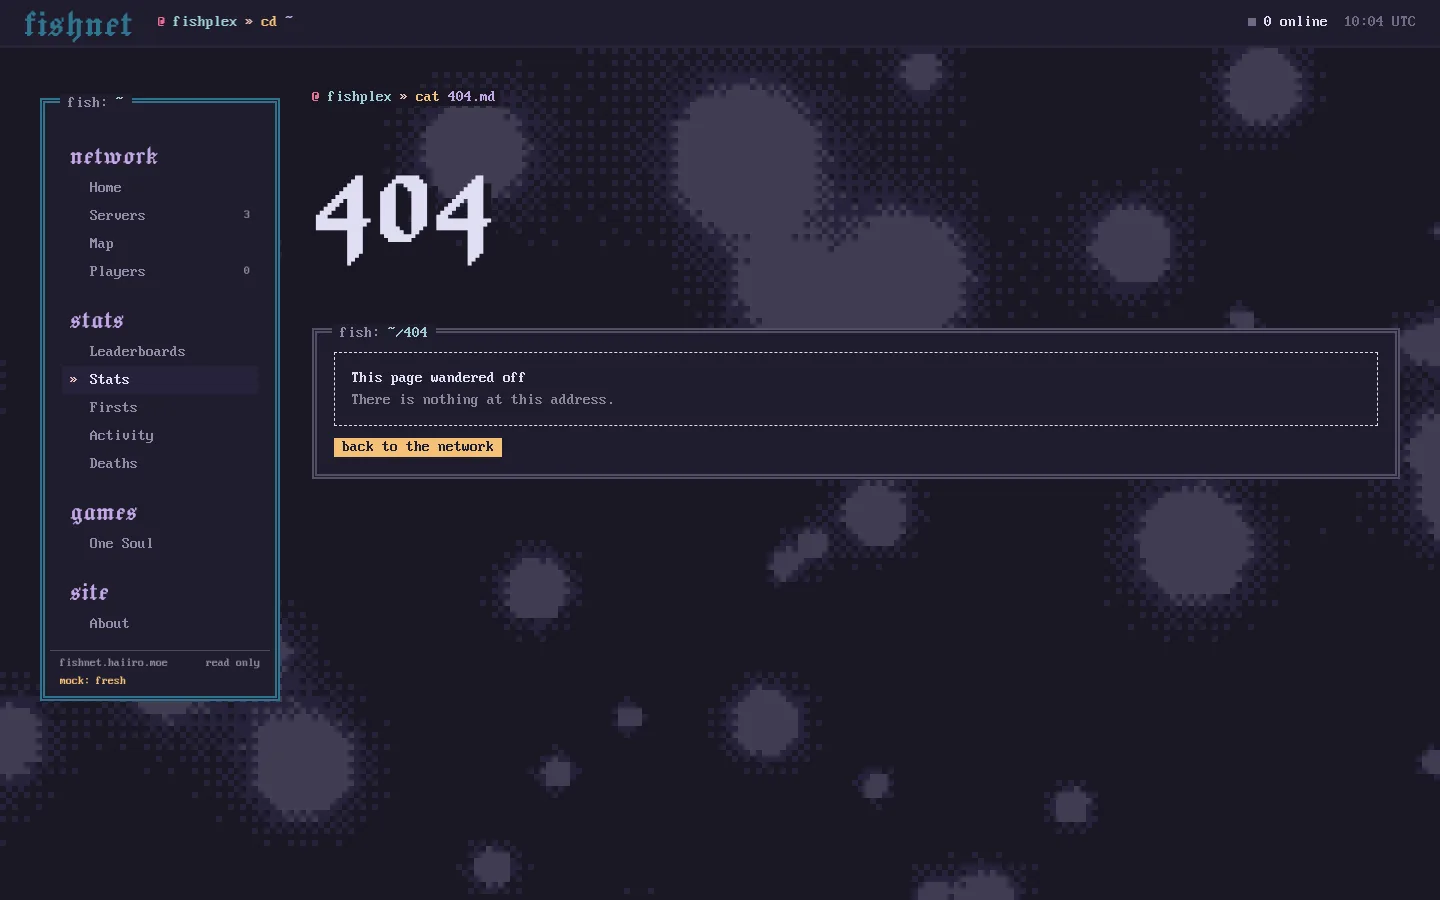 fishnet @ fishplex » cd ~
0 online 10:04 UTC
fish: ~
network
Home
Servers 3
Map
Players 0
stats
Leaderboards
» Stats
Firsts
Activity
Deaths
games
One Soul
site
About
fishnet.haiiro.moe read only
mock: fresh
@ fishplex » cat 404.md
404
fish: ~/404
This page wandered off
There is nothing at this address.
back to the network